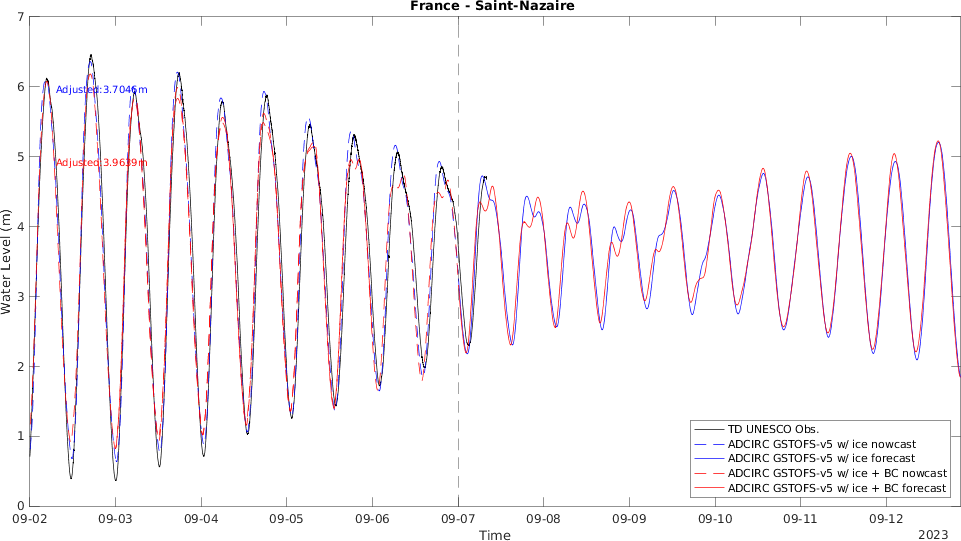 France - Saint-Nazaire
7
6
5
4
3
2
1
0
Water Level (m)
Adjusted:3.7046m
Adjusted:3.9639m
TD UNESCO Obs.
ADCIRC GSTOFS-v5 w/ ice nowcast
ADCIRC GSTOFS-v5 w/ ice forecast
ADCIRC GSTOFS-v5 w/ ice + BC nowcast
ADCIRC GSTOFS-v5 w/ ice + BC forecast
09-02 09-03 09-04 09-05 09-06 09-07 09-08 09-09 09-10 09-11 09-12
Time
2023